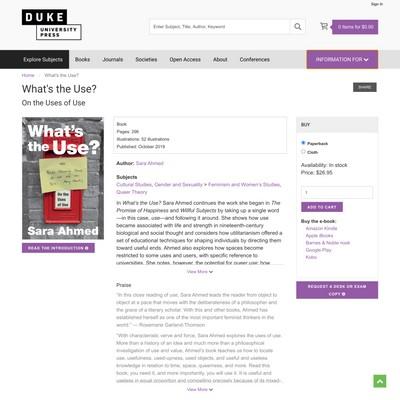 Sign In
DUKE
UNIVERSITY
PRESS
Enter Subject, Title, Author, Keyword
0 Items for $0.00
Explore Subjects
Books
Journals
Societies
Open Access
About
Conferences
INFORMATION FOR
Home
What's the Use?
What's the Use?
SHARE
On the Uses of Use
What's
the Use?
On the
Uses of
Use
Sara Ahmed
READ THE INTRODUCTION
Book
Pages: 296
Illustrations: 52 illustrations
Published: October 2019
Author: Sara Ahmed
Subjects
Cultural Studies, Gender and Sexuality > Feminism and Women's Studies,
Queer Theory
In What's the Use? Sara Ahmed continues the work she began in The
Promise of Happiness and Willful Subjects by taking up a single word
—in this case, use—and following it around. She shows how use
became associated with life and strength in nineteenth-century
biological and social thought and considers how utilitarianism offered a
set of educational techniques for shaping individuals by directing them
toward useful ends. Ahmed also explores how spaces become
restricted to some uses and users, with specific reference to
universities. She notes, however, the potential for queer use: how
View More
Praise
"In this close reading of use, Sara Ahmed leads the reader from object to
object at a pace that moves with the deliberateness of a philosopher and
the grace of a literary scholar. With this and other books, Ahmed has
established herself as one of the most important feminist thinkers in the
world." — Rosemarie Garland-Thomson
"With characteristic verve and force, Sara Ahmed explores the uses of use.
More than a history of an idea and much more than a philosophical
investigation of use and value, Ahmed's book teaches us how to locate
use, usefulness, used-upness, used objects, and useful and useless
knowledge in relation to time, space, queerness, and more. Read this
book; you need it, and more importantly, you will use it. It is useful and
useless in equal proportion and compelling precisely because of its mixed-
View More
BUY
Paperback
Cloth
Availability: In stock
Price: $26.95
1
ADD TO CART
Buy the e-book:
Amazon Kindle
Apple iBooks
Barnes & Noble nook
Google Play
Kobo
REQUEST A DESK OR EXAM
COPY